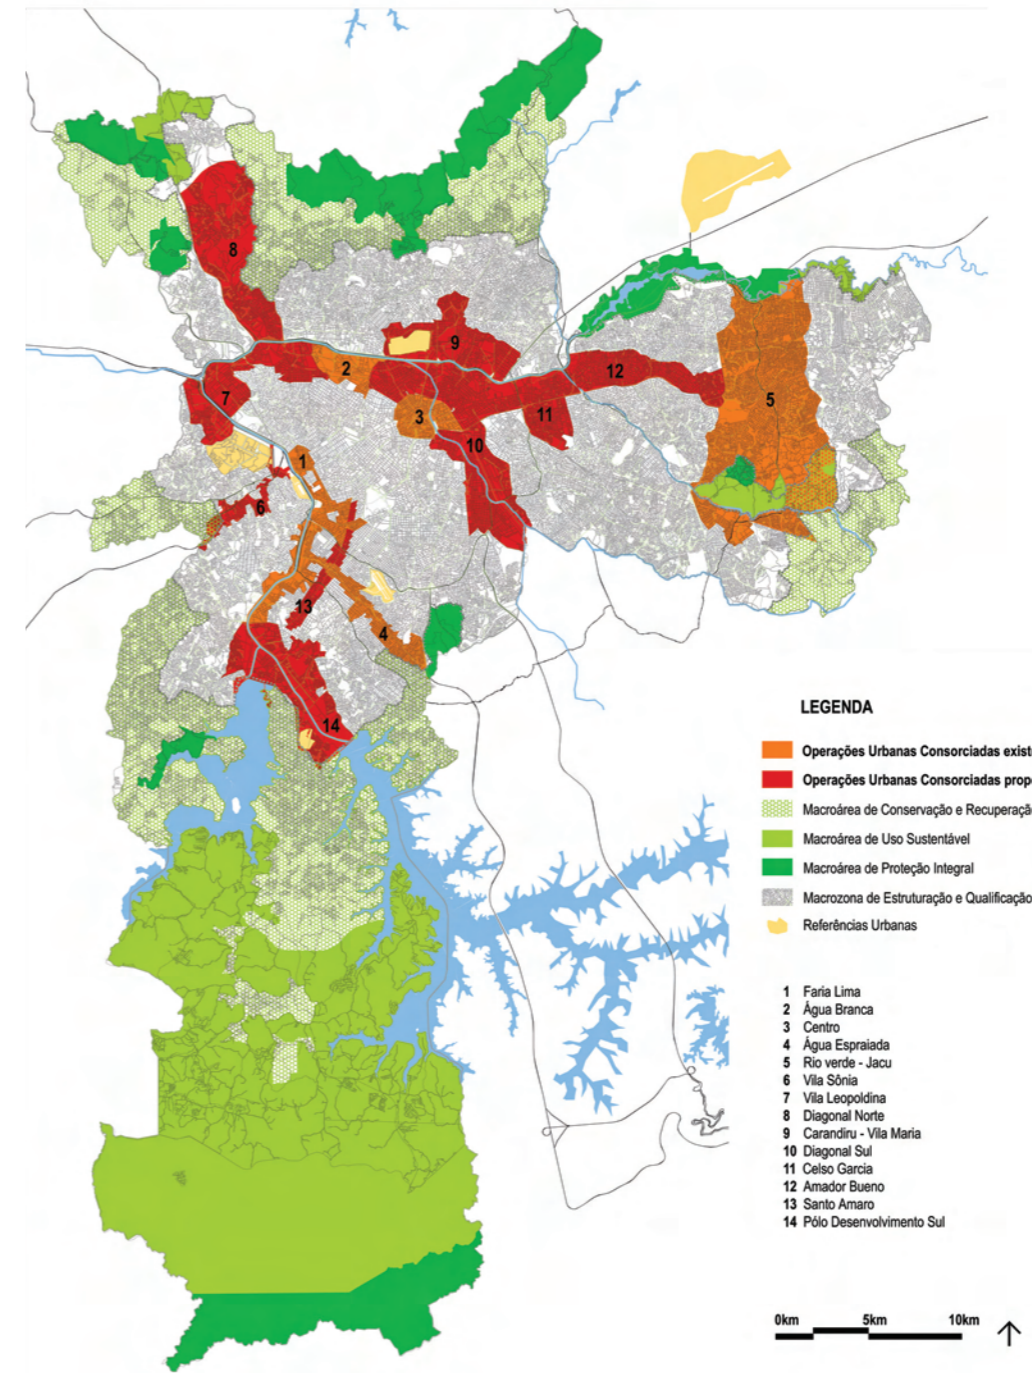 8
9
2
12
7
5
3
11
10
1
6
13
4
14
LEGENDA
Operações Urbanas Consorciadas exist
Operações Urbanas Consorciadas prop
Macroárea de Conservação e Recuperaçã
Macroárea de Uso Sustentável
Macroárea de Proteção Integral
Macrozona de Estruturação e Qualificação
Referências Urbanas
1 Faria Lima
2 Água Branca
3 Centro
4 Água Espraiada
5 Rio verde - Jacu
6 Vila Sônia
7 Vila Leopoldina
8 Diagonal Norte
9 Carandiru - Vila Maria
10 Diagonal Sul
11 Celso Garcia
12 Amador Bueno
13 Santo Amaro
14 Pólo Desenvolvimento Sul
0km 5km 10km